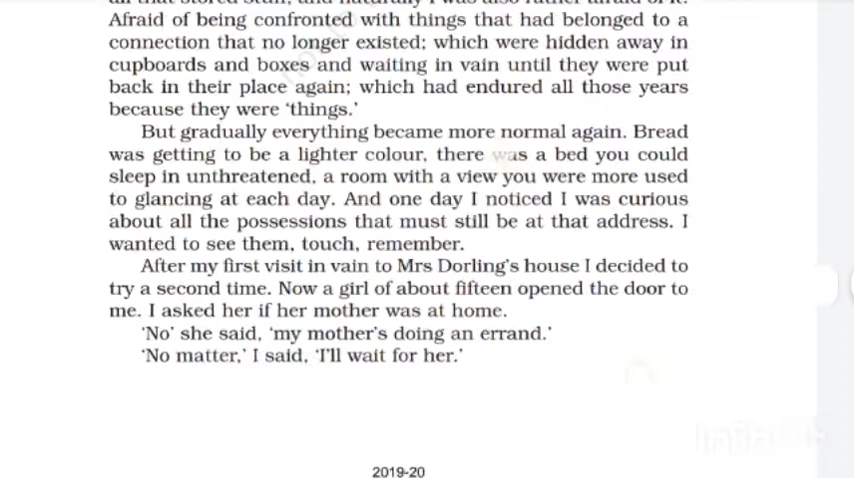 Afraid of being confronted with things that had belonged to a
connection that no longer existed; which were hidden away in
cupboards and boxes and waiting in vain until they were put
back in their place again; which had endured all those years
because they were ‘things.’
But gradually everything became more normal again. Bread
was getting to be a lighter colour, there was a bed you could
sleep in unthreatened, a room with a view you were more used
to glancing at each day. And one day I noticed I was curious
about all the possessions that must still be at that address. I
wanted to see them, touch, remember.
After my first visit in vain to Mrs Dorling’s house I decided to
try a second time. Now a girl of about fifteen opened the door to
me. I asked her if her mother was at home.
‘No’ she said, ‘my mother’s doing an errand.’
‘No matter,’ I said, ‘I’ll wait for her.’
2019-20